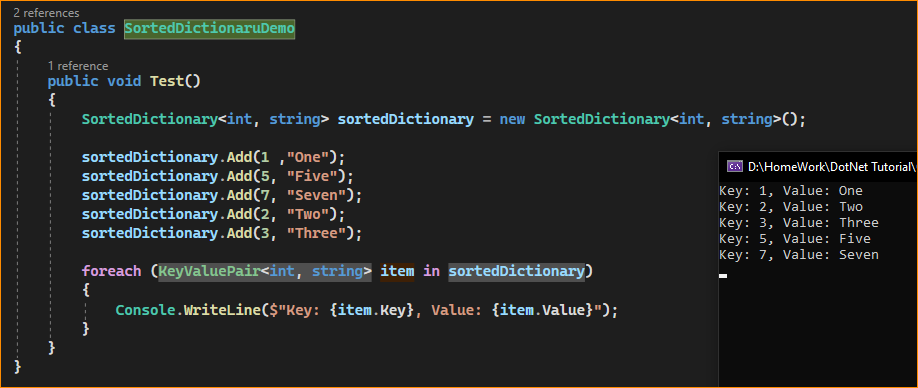 2 references
public class SortedDictionaruDemo
{
1 reference
public void Test()
{
SortedDictionary<int, string> sortedDictionary = new SortedDictionary<int, string>();
sortedDictionary.Add(1 ,"One");
sortedDictionary.Add(5, "Five");
sortedDictionary.Add(7, "Seven");
sortedDictionary.Add(2, "Two");
sortedDictionary.Add(3, "Three");
foreach (KeyValuePair<int, string> item in sortedDictionary)
{
Console.WriteLine($"Key: {item.Key}, Value: {item.Value}");
}
}
}
D:\HomeWork\DotNet Tutorial\
Key: 1, Value: One
Key: 2, Value: Two
Key: 3, Value: Three
Key: 5, Value: Five
Key: 7, Value: Seven